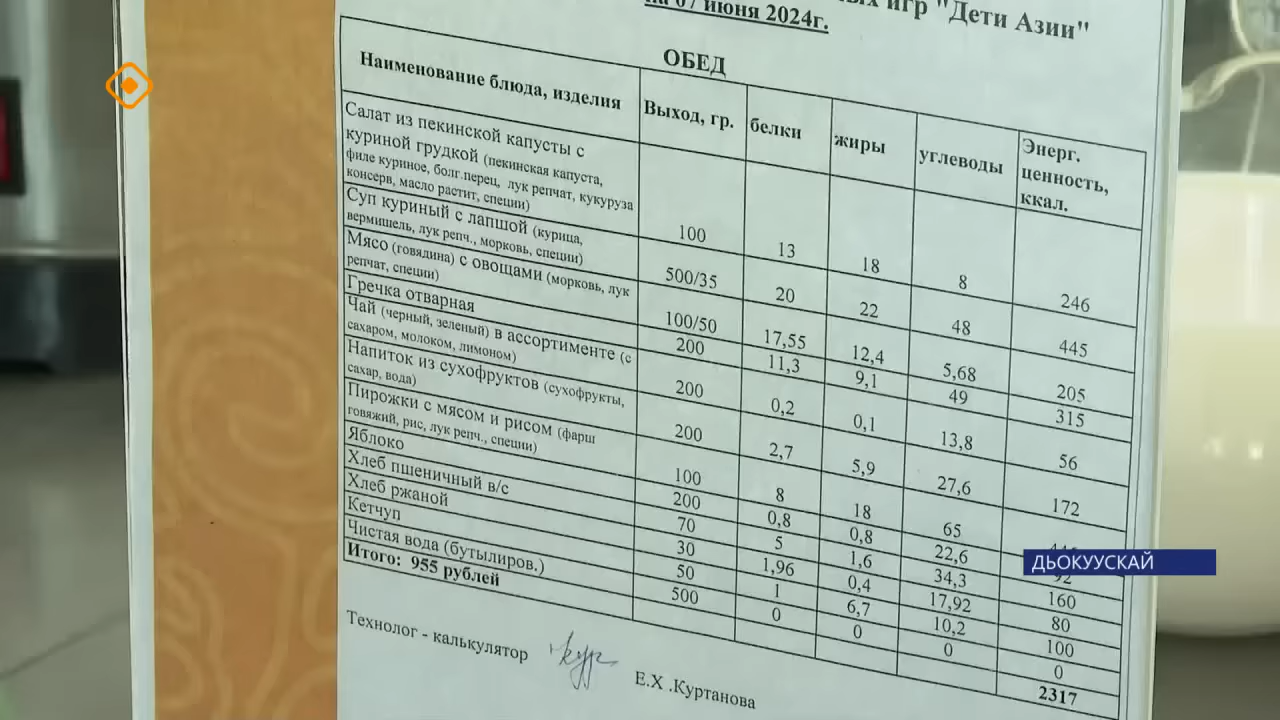 игр "Дети Азии"
на 07 июня 2024г.
ОБЕД
Наименование блюда, изделия Выход, гр. белки жиры углеводы Энерг. ценность, ккал.
Салат из пекинской капусты с
куриной грудкой (пекинская капуста,
филе куриное, болг.перец, лук репчат, кукуруза
консерв, масло растит, специи) 100 13 18 8 246
Суп куриный с лапшой (курица,
вермишель, лук репч., морковь, специи) 500/35 20 22 48 445
Мясо (говядина) с овощами (морковь, лук
репчат, специи) 100/50 17,55 12,4 5,68 205
Гречка отварная 200 11,3 9,1 49 315
Чай (черный, зеленый) в ассортименте (с
сахаром, молоком, лимоном) 200 0,2 0,1 13,8 56
Напиток из сухофруктов (сухофрукты,
сахар, вода) 200 2,7 5,9 27,6 172
Пирожки с мясом и рисом (фарш
говяжий, рис, лук репч., специи) 100 8 18 65
Яблоко 200 0,8 0,8 22,6 92
Хлеб пшеничный в/с 70 5 1,6 34,3 160
Хлеб ржаной 30 1,96 0,4 17,92 80
Кетчуп 50 1 6,7 10,2 100
Чистая вода (бутылиров.) 500 0 0 0 0
Итого: 955 рублей 2317
Технолог - калькулятор Е.Х .Куртанова
ДЬОКУУСКАЙ